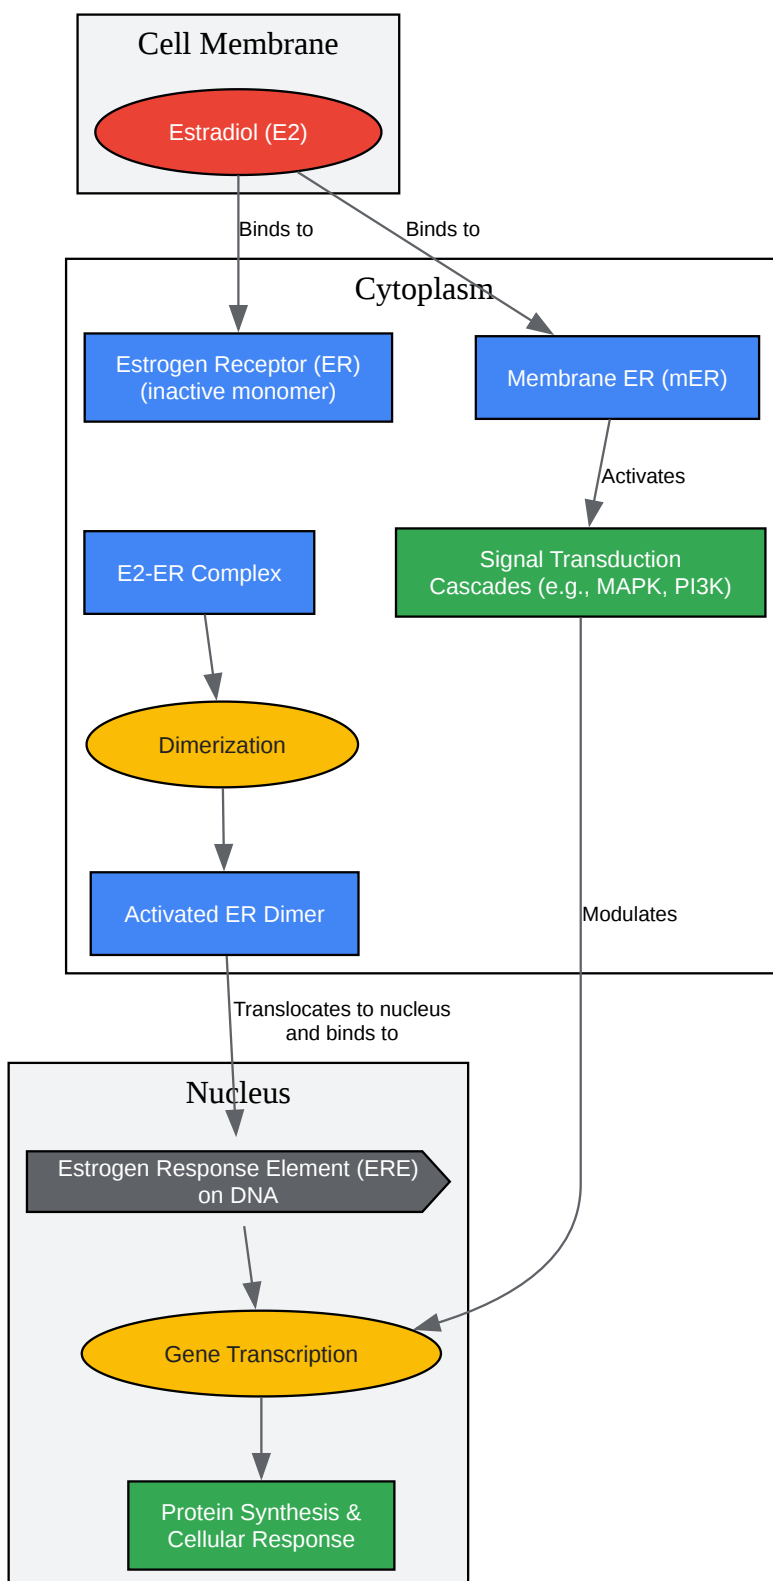 Cell Membrane
Estradiol (E2)
Binds to
Binds to
Cytoplasm
Estrogen Receptor (ER)
(inactive monomer)
Membrane ER (mER)
Activates
E2-ER Complex
Signal Transduction
Cascades (e.g., MAPK, PI3K)
Dimerization
Activated ER Dimer
Modulates
Translocates to nucleus
and binds to
Nucleus
Estrogen Response Element (ERE)
on DNA
Gene Transcription
Protein Synthesis &
Cellular Response